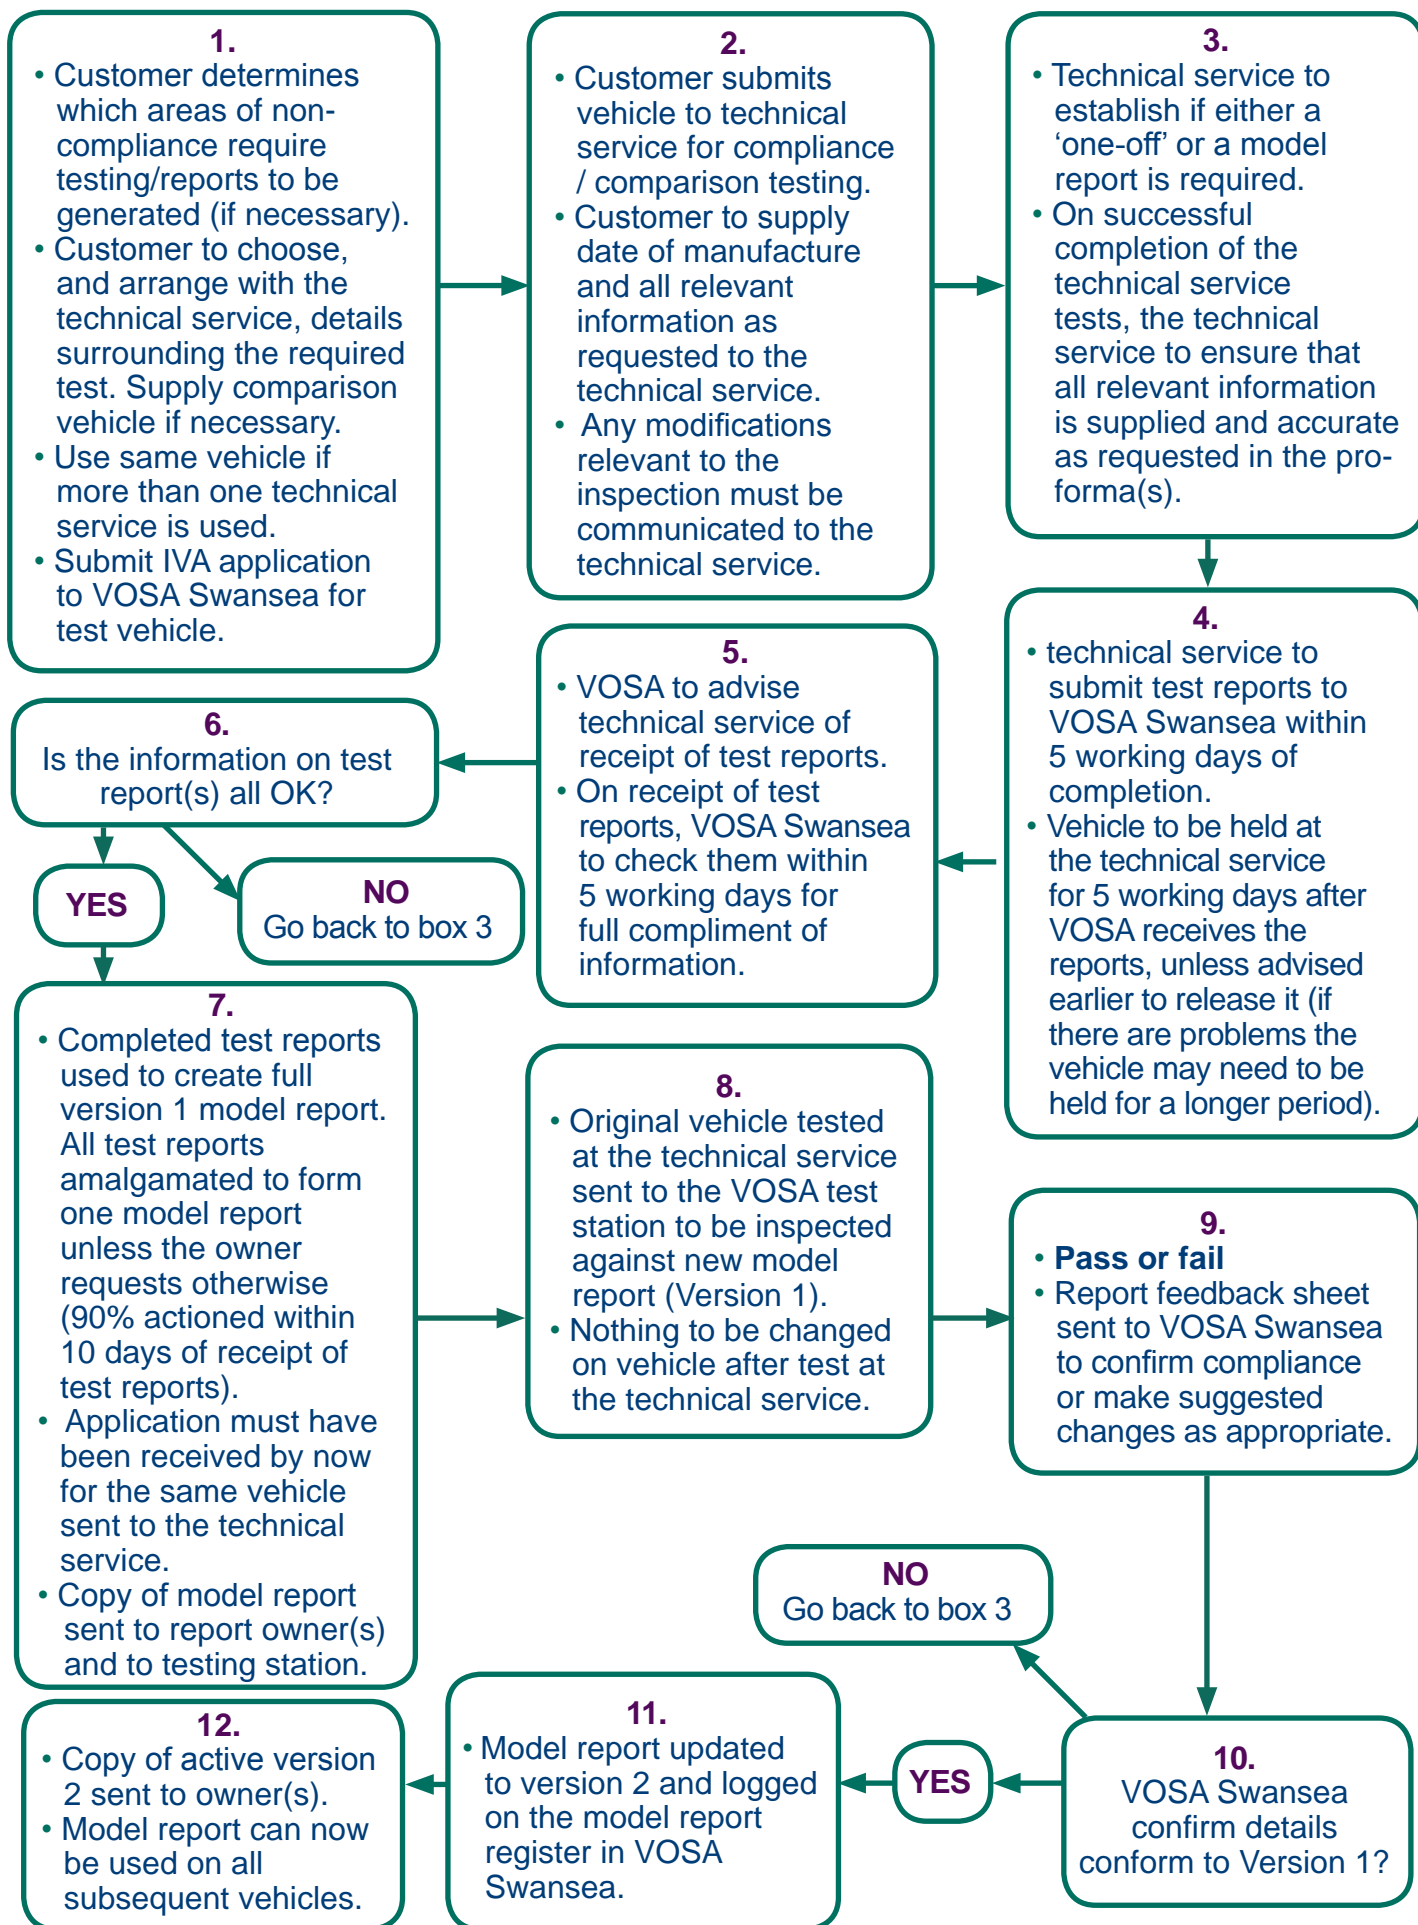 1.
• Customer determines
which areas of non-
compliance require
testing/reports to be
generated (if necessary).
• Customer to choose,
and arrange with the
technical service, details
surrounding the required
test. Supply comparison
vehicle if necessary.
• Use same vehicle if
more than one technical
service is used.
• Submit IVA application
to VOSA Swansea for
test vehicle.
2.
• Customer submits
vehicle to technical
service for compliance
/ comparison testing.
• Customer to supply
date of manufacture
and all relevant
information as
requested to the
technical service.
• Any modifications
relevant to the
inspection must be
communicated to the
technical service.
3.
• Technical service to
establish if either a
‘one-off’ or a model
report is required.
• On successful
completion of the
technical service
tests, the technical
service to ensure that
all relevant information
is supplied and accurate
as requested in the pro-
forma(s).
4.
• technical service to
submit test reports to
VOSA Swansea within
5 working days of
completion.
• Vehicle to be held at
the technical service
for 5 working days after
VOSA receives the
reports, unless advised
earlier to release it (if
there are problems the
vehicle may need to be
held for a longer period).
5.
• VOSA to advise
technical service of
receipt of test reports.
• On receipt of test
reports, VOSA Swansea
to check them within
5 working days for
full compliment of
information.
6.
Is the information on test
report(s) all OK?
YES
NO
Go back to box 3
7.
• Completed test reports
used to create full
version 1 model report.
All test reports
amalgamated to form
one model report
unless the owner
requests otherwise
(90% actioned within
10 days of receipt of
test reports).
• Application must have
been received by now
for the same vehicle
sent to the technical
service.
• Copy of model report
sent to report owner(s)
and to testing station.
8.
• Original vehicle tested
at the technical service
sent to the VOSA test
station to be inspected
against new model
report (Version 1).
• Nothing to be changed
on vehicle after test at
the technical service.
9.
• Pass or fail
• Report feedback sheet
sent to VOSA Swansea
to confirm compliance
or make suggested
changes as appropriate.
NO
Go back to box 3
10.
VOSA Swansea
confirm details
conform to Version 1?
YES
11.
• Model report updated
to version 2 and logged
on the model report
register in VOSA
Swansea.
12.
• Copy of active version
2 sent to owner(s).
• Model report can now
be used on all
subsequent vehicles.